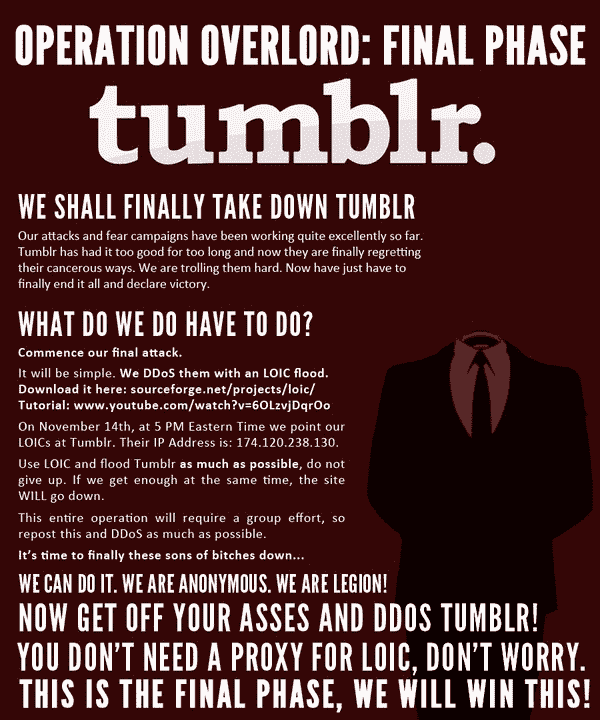 OPERATION OVERLORD: FINAL PHASE
tumblr.
WE SHALL FINALLY TAKE DOWN TUMBLR
Our attacks and fear campaigns have been working quite excellently so far.
Tumblr has had it too good for too long and now they are finally regretting
their cancerous ways. We are trolling them hard. Now have just have to
finally end it all and declare victory.
WHAT DO WE DO HAVE TO DO?
Commence our final attack.
It will be simple. We DDoS them with an LOIC flood.
Download it here: sourceforge.net/projects/loic/
Tutorial: www.youtube.com/watch?v=6OLzvjDqrOo
On November 14th, at 5 PM Eastern Time we point our
LOICs at Tumblr. Their IP Address is: 174.120.238.130.
Use LOIC and flood Tumblr as much as possible, do not
give up. If we get enough at the same time, the site
WILL go down.
This entire operation will require a group effort, so
repost this and DDoS as much as possible.
It's time to finally these sons of bitches down...
WE CAN DO IT. WE ARE ANONYMOUS. WE ARE LEGION!
NOW GET OFF YOUR ASSES AND DDOS TUMBLR!
YOU DON'T NEED A PROXY FOR LOIC, DON'T WORRY.
THIS IS THE FINAL PHASE, WE WILL WIN THIS!